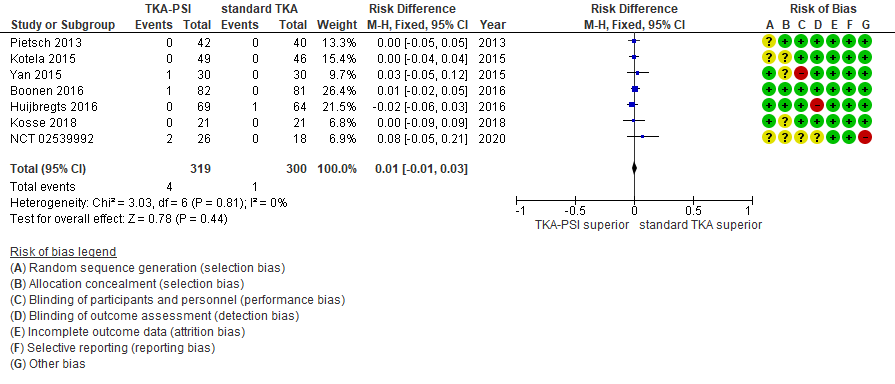 TKA-PSI standard TKA Risk Difference Risk Difference Risk of Bias
Study or Subgroup Events Total Events Total Weight M-H, Fixed, 95% CI Year M-H, Fixed, 95% CI A B C D E F G
Pietsch 2013 0 42 0 40 13.3% 0.00 [-0.05, 0.05] 2013 ? + + + + + +
Kotela 2015 0 49 0 46 15.4% 0.00 [-0.04, 0.04] 2015 ? ? + + + + +
Yan 2015 1 30 0 30 9.7% 0.03 [-0.05, 0.12] 2015 + ? - + + + +
Boonen 2016 1 82 0 81 26.4% 0.01 [-0.02, 0.05] 2016 + + + + + + +
Huijbregts 2016 0 69 1 64 21.5% -0.02 [-0.06, 0.03] 2016 + + + - + + +
Kosse 2018 0 21 0 21 6.8% 0.00 [-0.09, 0.09] 2018 + ? + + + + +
NCT 02539992 2 26 0 18 6.9% 0.08 [-0.05, 0.21] 2020 ? ? ? ? + + -
Total (95% CI) 319 300 100.0% 0.01 [-0.01, 0.03]
Total events 4 1
Heterogeneity: Chi² = 3.03, df = 6 (P = 0.81); I² = 0%
Test for overall effect: Z = 0.78 (P = 0.44)
-1 -0.5 0 0.5 1
TKA-PSI superior standard TKA superior
Risk of bias legend
(A) Random sequence generation (selection bias)
(B) Allocation concealment (selection bias)
(C) Blinding of participants and personnel (performance bias)
(D) Blinding of outcome assessment (detection bias)
(E) Incomplete outcome data (attrition bias)
(F) Selective reporting (reporting bias)
(G) Other bias